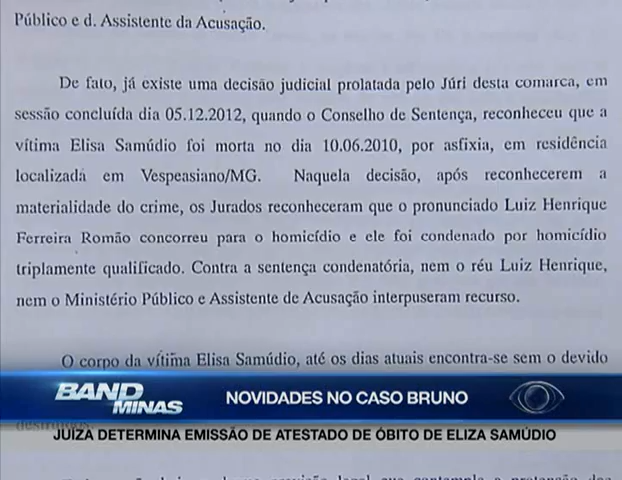 Público e d. Assistente da Acusação.
De fato, já existe uma decisão judicial prolatada pelo Júri desta comarca, em
sessão concluída dia 05.12.2012, quando o Conselho de Sentença, reconheceu que a
vítima Elisa Samúdio foi morta no dia 10.06.2010, por asfixia, em residência
localizada em Vespeasiano/MG. Naquela decisão, após reconhecerem a
materialidade do crime, os Jurados reconheceram que o pronunciado Luiz Henrique
Ferreira Romão concorreu para o homicídio e ele foi condenado por homicídio
triplamente qualificado. Contra a sentença condenatória, nem o réu Luiz Henrique,
nem o Ministério Público e Assistente de Acusação interpuseram recurso.
O corpo da vítima Elisa Samúdio, até os dias atuais encontra-se sem o devido
BAND
MINAS
NOVIDADES NO CASO BRUNO
JUÍZA DETERMINA EMISSÃO DE ATESTADO DE ÓBITO DE ELIZA SAMÚDIO